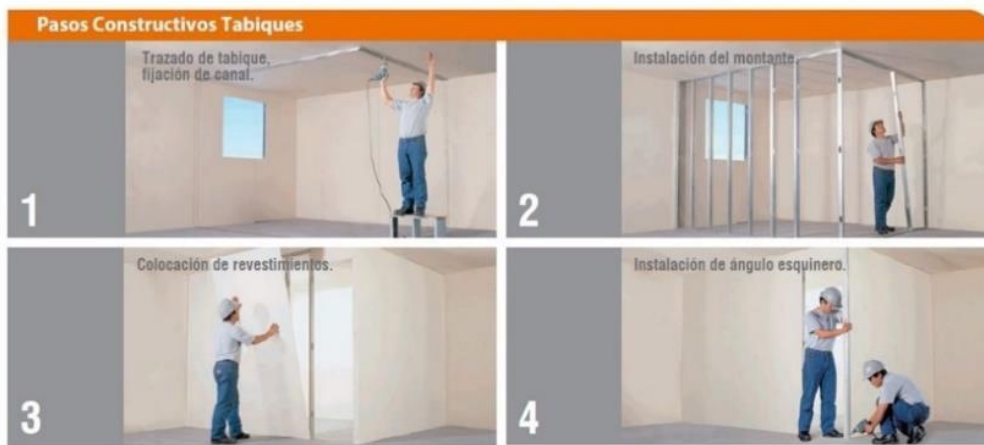 Pasos Constructivos Tabiques
Trazado de tabique,
fijación de canal.
1
Instalación del montante.
2
Colocación de revestimientos.
3
Instalación de ángulo esquinero.
4